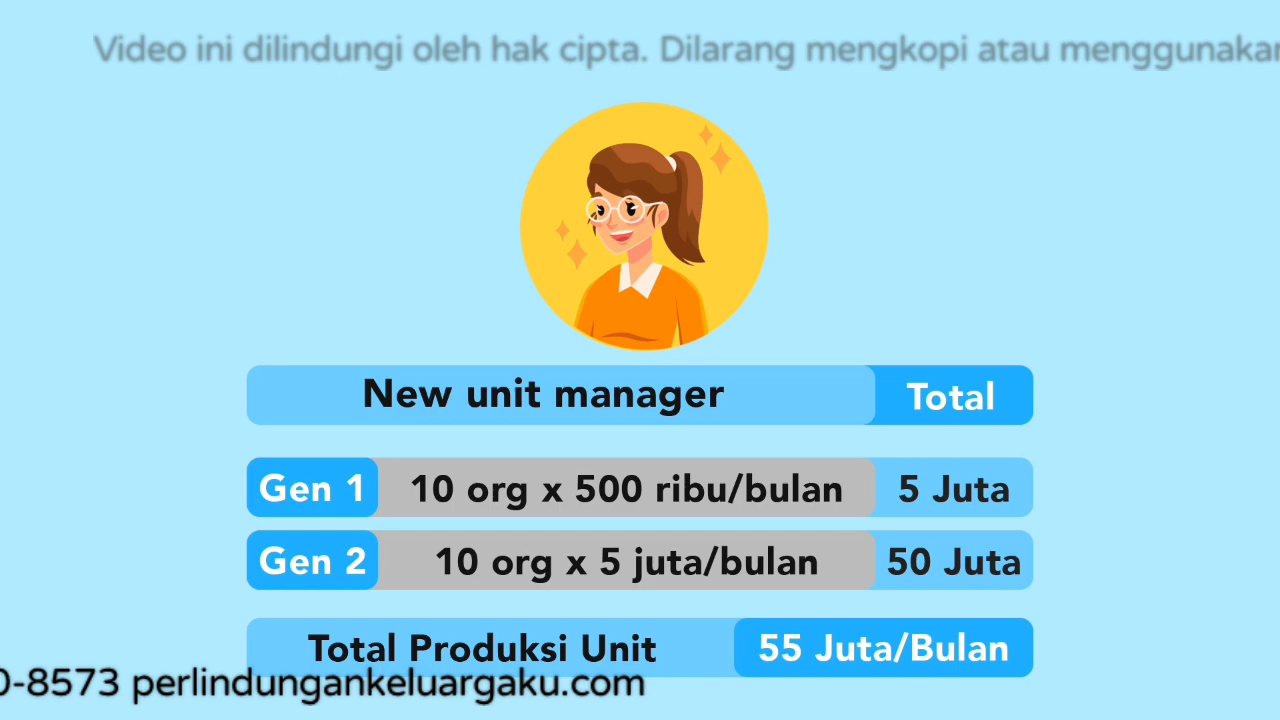 Video ini dilindungi oleh hak cipta. Dilarang mengkopi atau menggunakan
New unit manager Total
Gen 1 10 org x 500 ribu/bulan 5 Juta
Gen 2 10 org x 5 juta/bulan 50 Juta
Total Produksi Unit 55 Juta/Bulan
0-8573 perlindungankeluargaku.com